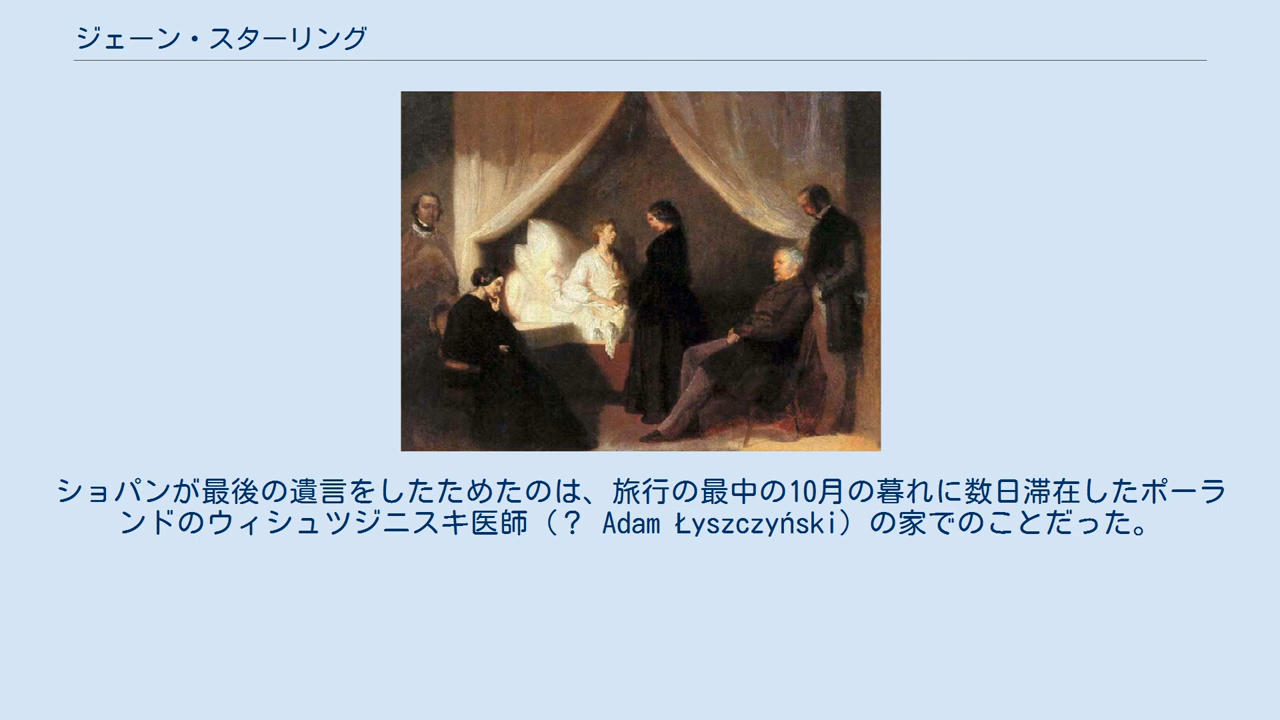 ジェーン・スターリング
ショパンが最後の遺言をしたためたのは、旅行の最中の10月の暮れに数日滞在したポーラ
ンドのウィシュツジニスキ医師（？ Adam Łyszczyński）の家でのことだった。